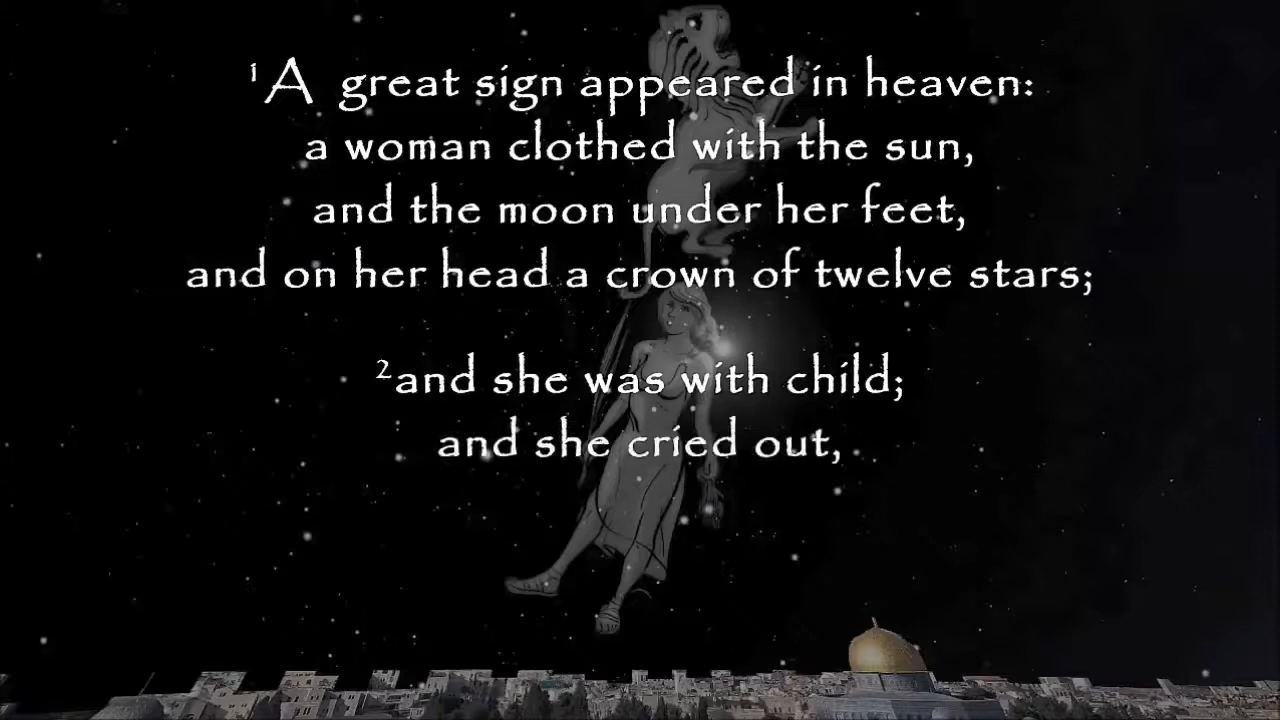 ¹A great sign appeared in heaven:
a woman clothed with the sun,
and the moon under her feet,
and on her head a crown of twelve stars;
²and she was with child;
and she cried out,